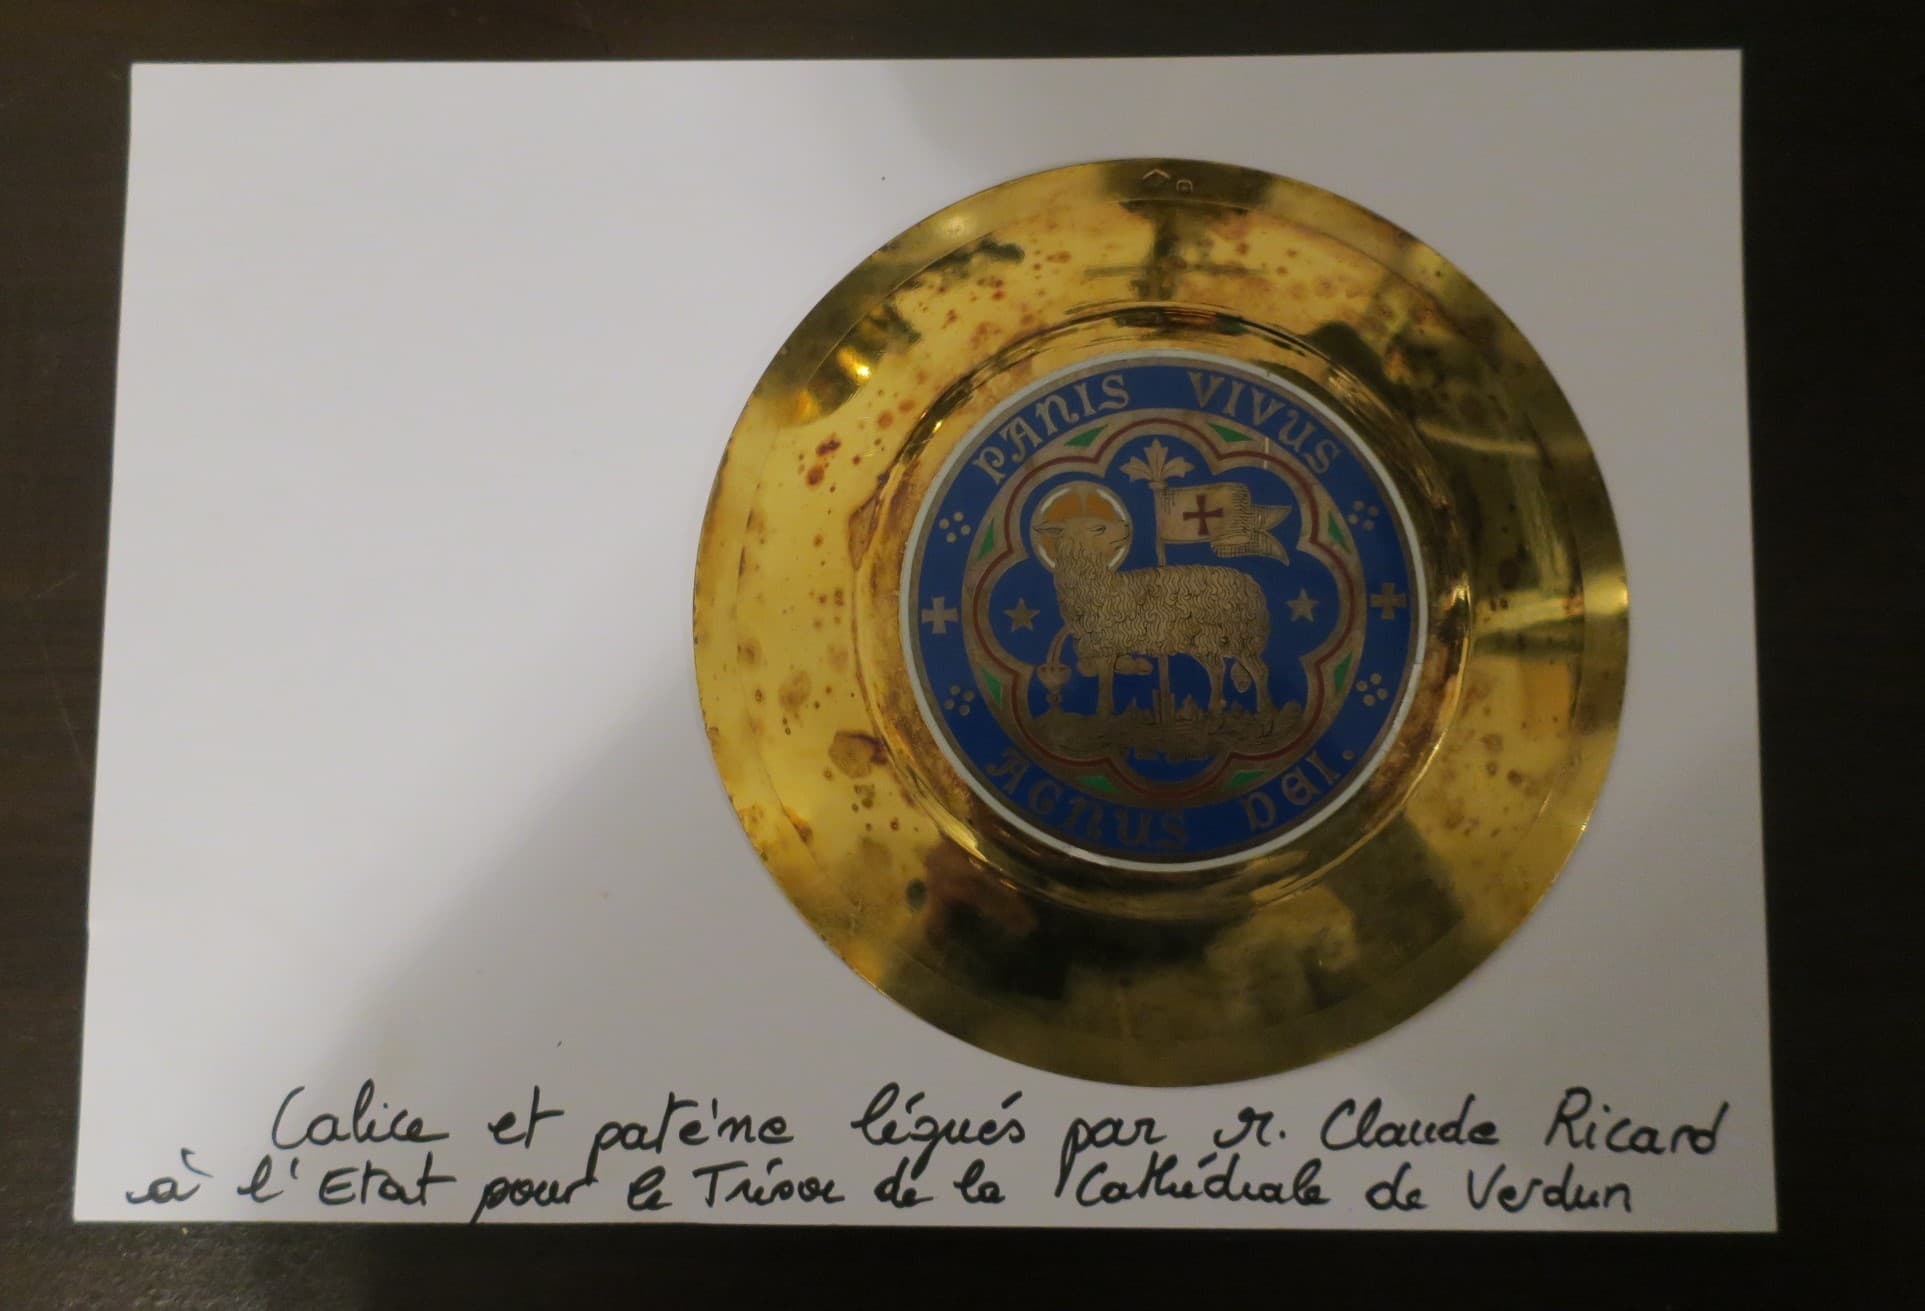 PANIS VIVUS
AGNUS DEI.
Calice et patène légués par M. Claude Ricard
à l'Etat pour le Trésor de la Cathédrale de Verdun